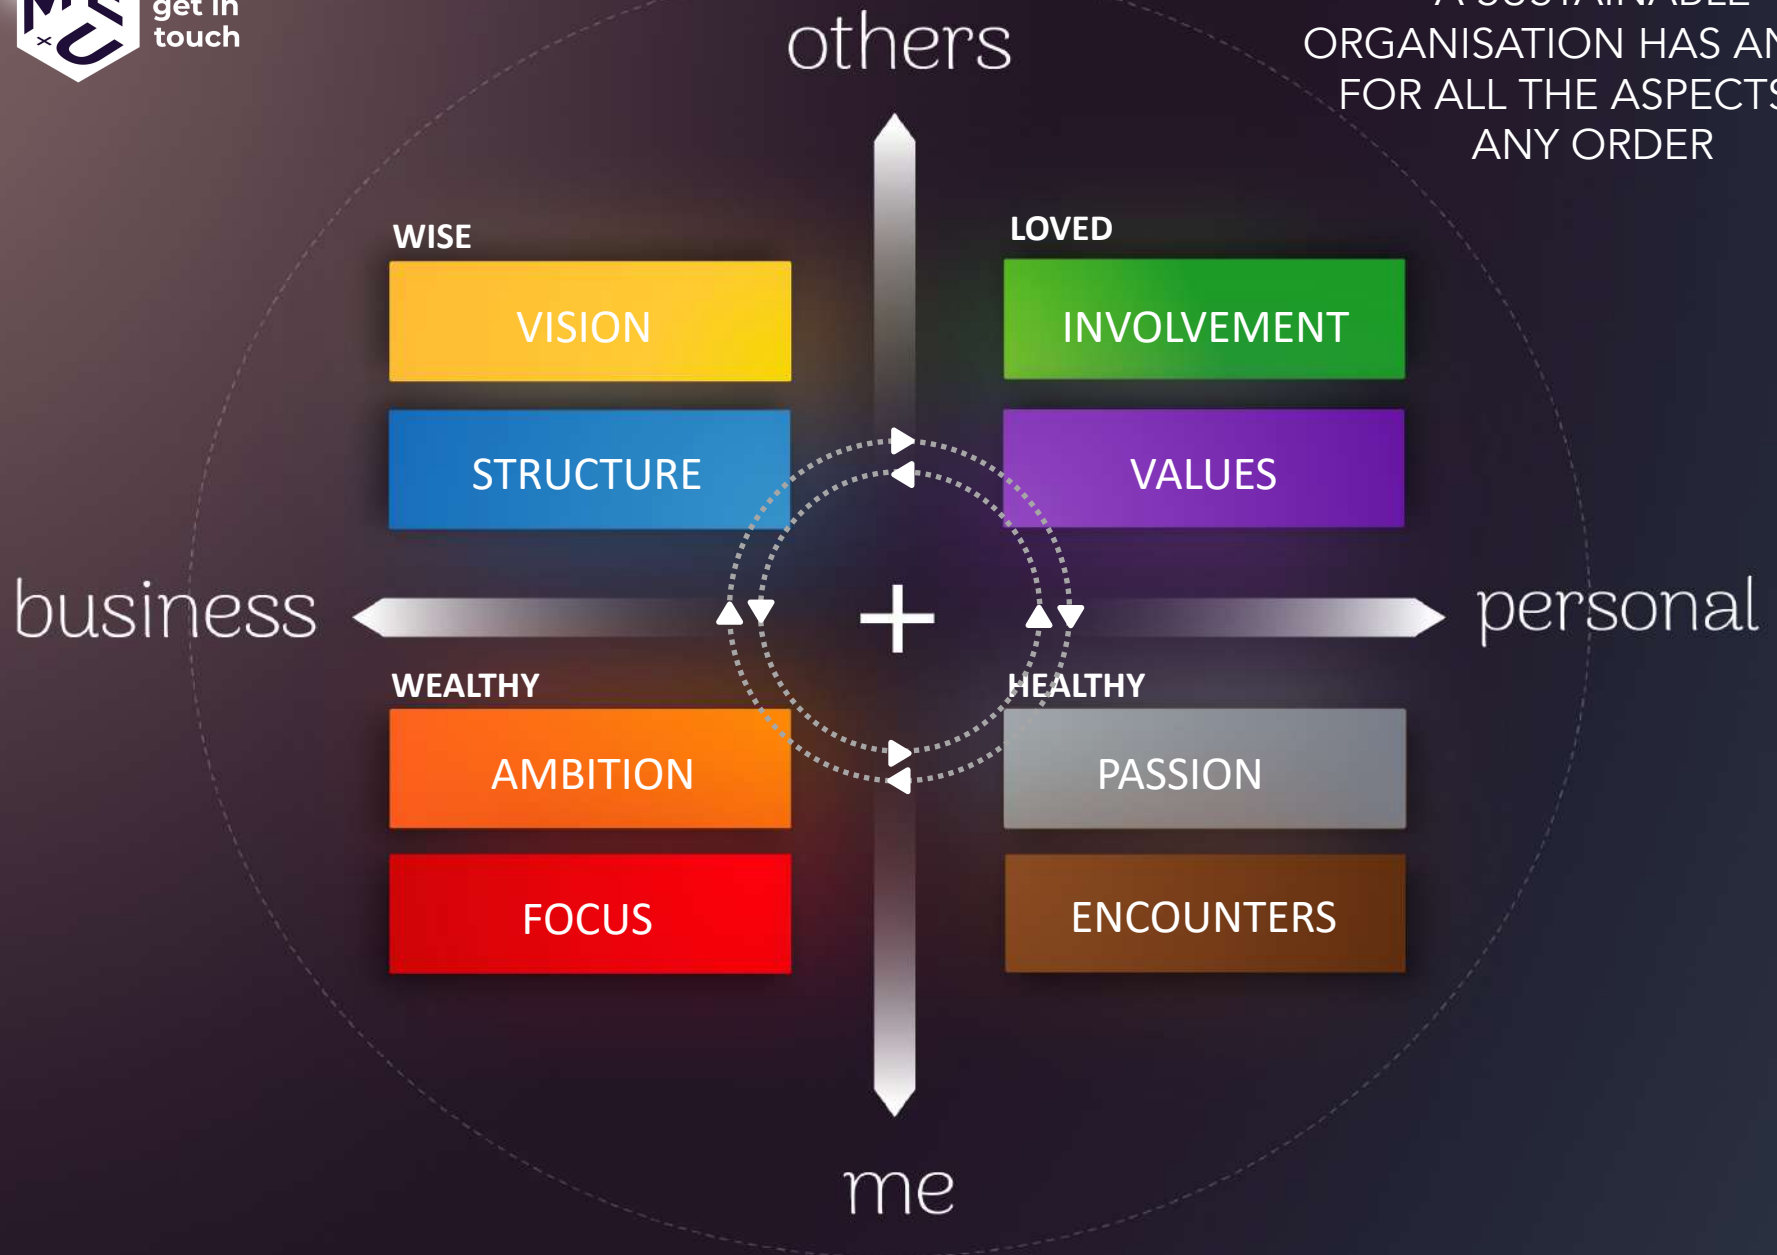 get in
touch
others
A SUSTAINABLE
ORGANISATION HAS AN
FOR ALL THE ASPECTS
ANY ORDER
WISE
LOVED
VISION
INVOLVEMENT
STRUCTURE
VALUES
business
personal
WEALTHY
HEALTHY
AMBITION
PASSION
FOCUS
ENCOUNTERS
me